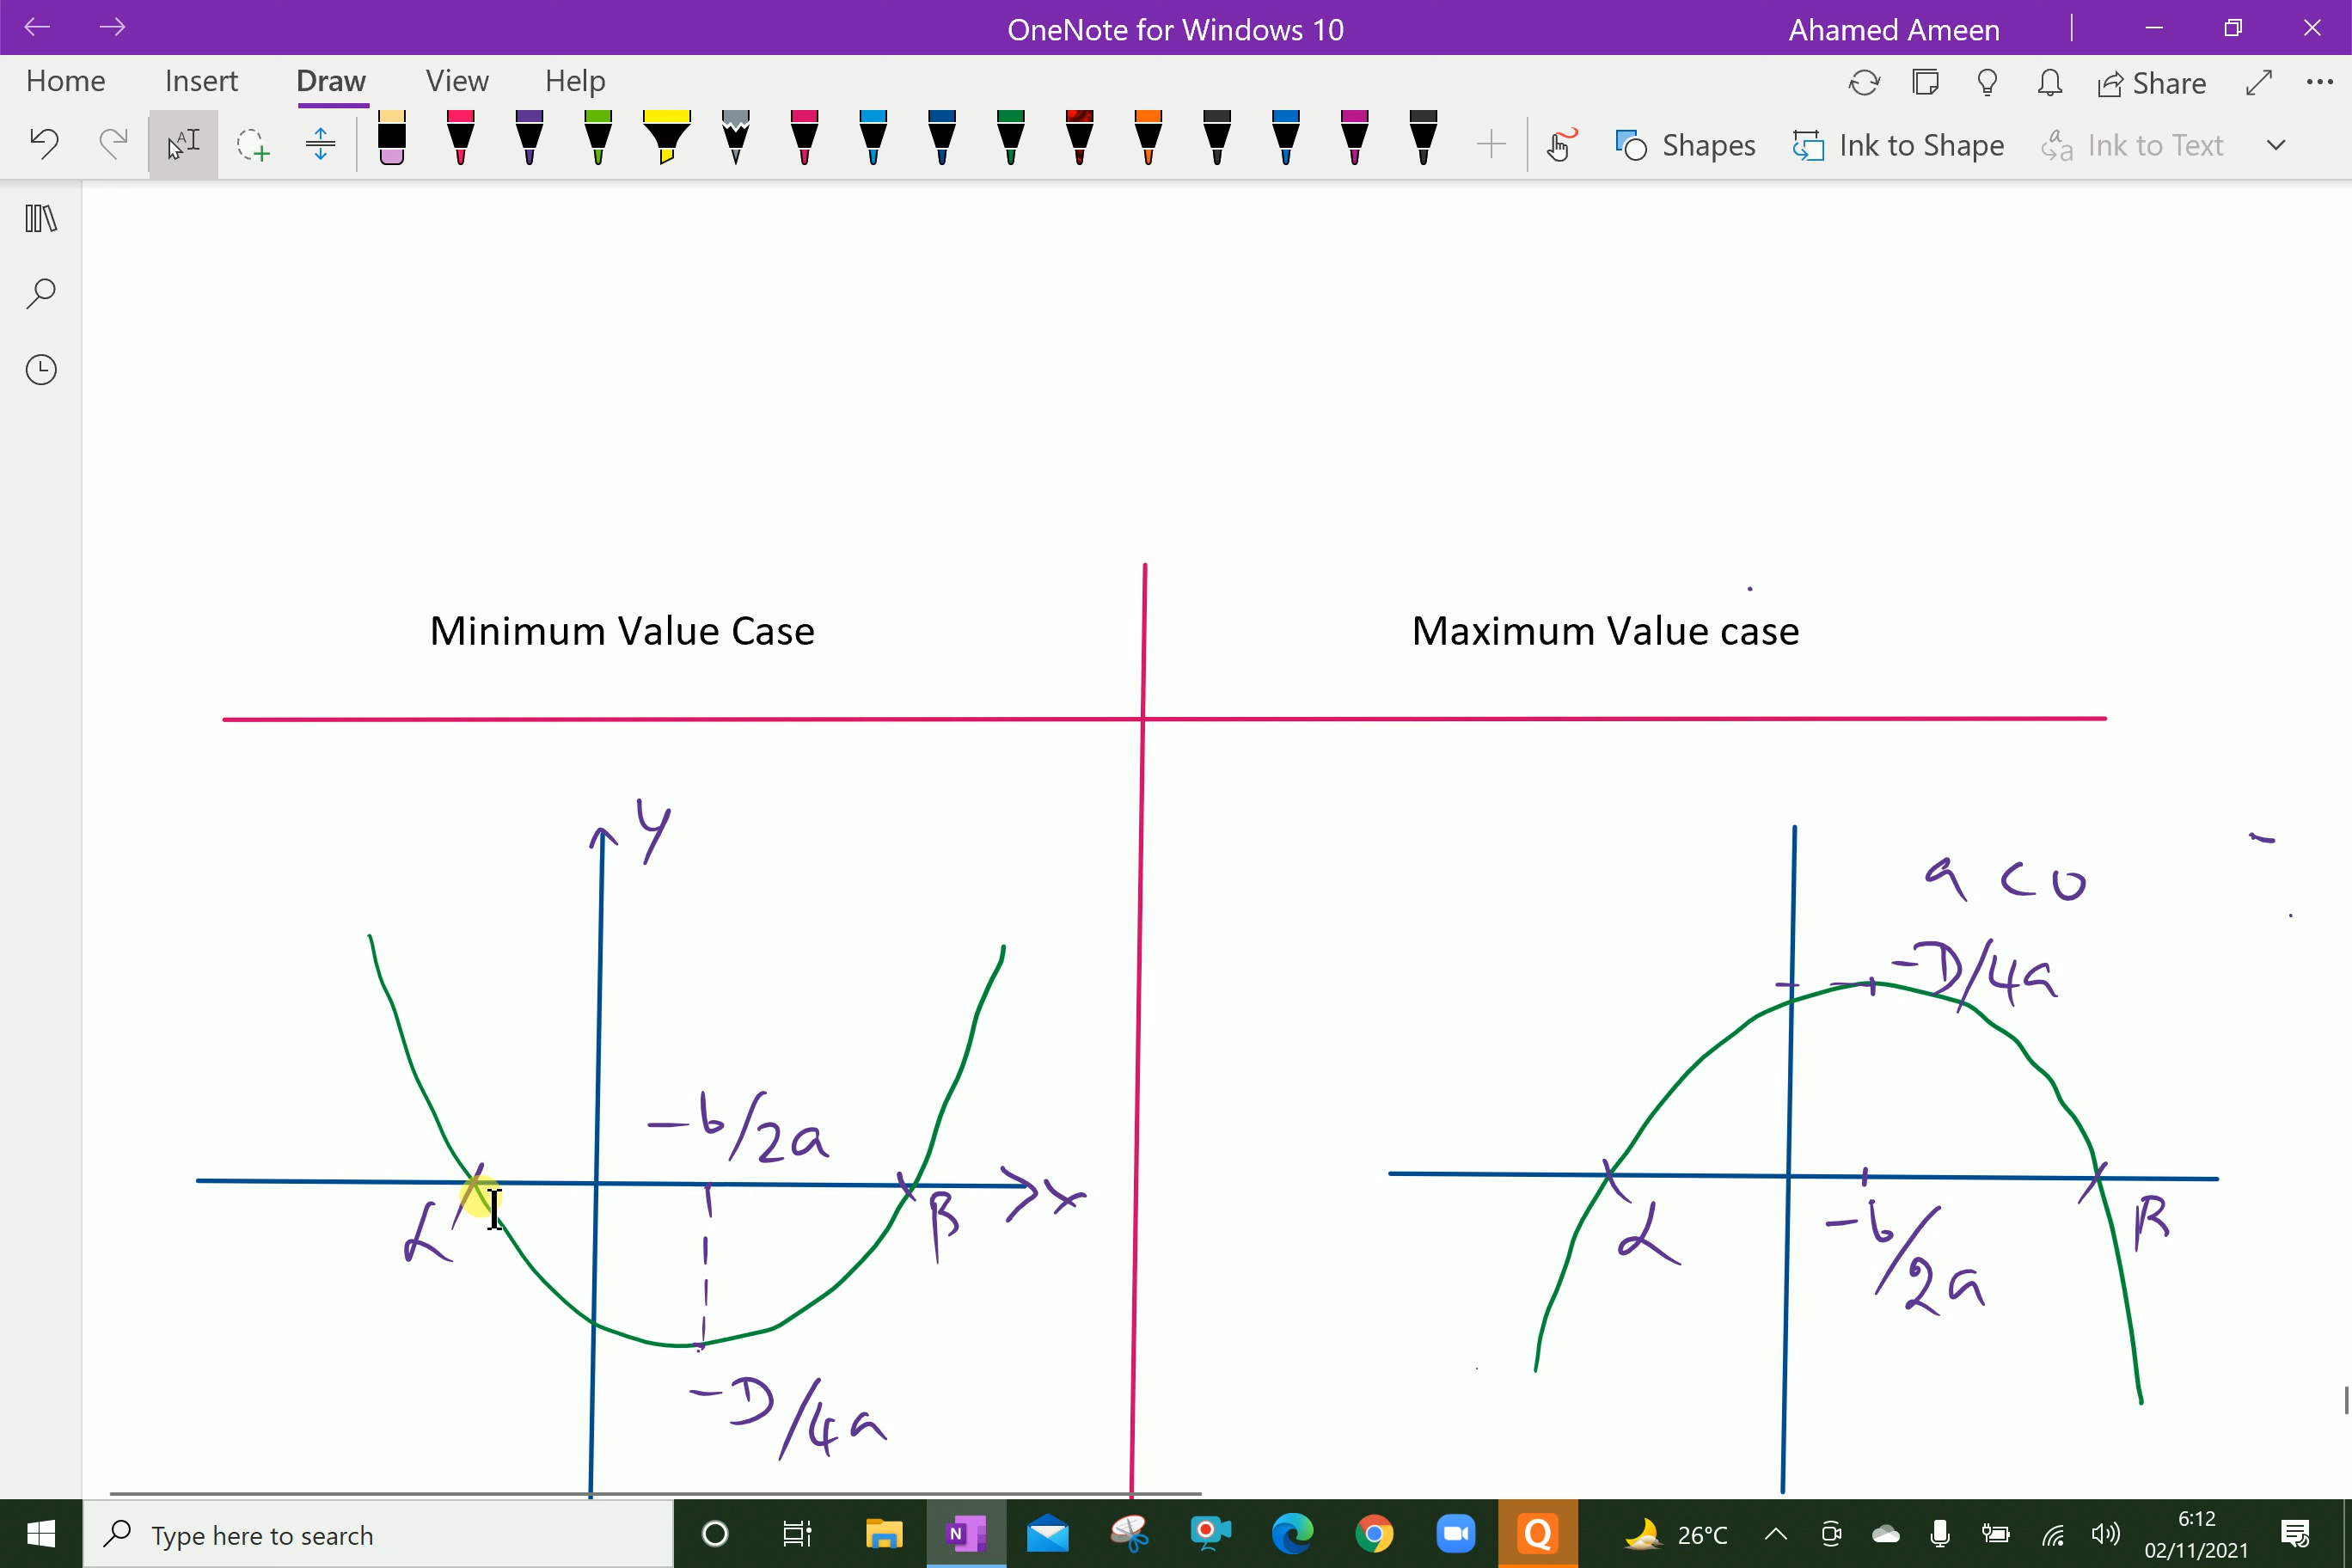 OneNote for Windows 10
Ahamed Ameen
Home Insert Draw View Help
Share
Shapes
Ink to Shape
Ink to Text
Minimum Value Case
Maximum Value case
y
a < 0
-D/4a
-b/2a
α
β
x
α
-b/2a
β
-D/4a
Type here to search
26°C
6:12
02/11/2021